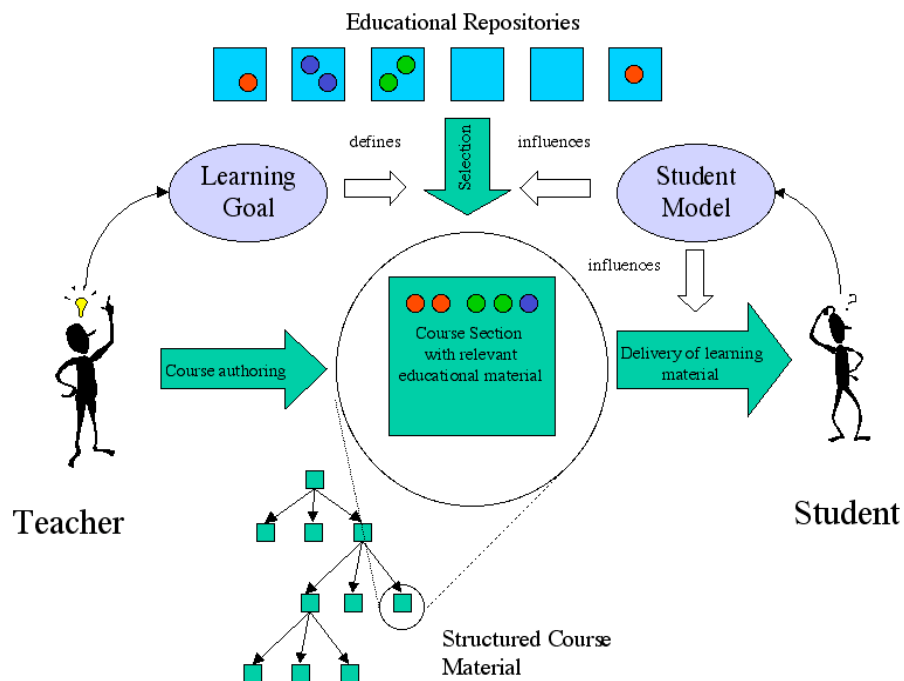 Educational Repositories
defines
Selection
influences
Learning
Goal
Student
Model
influences
?
Course authoring
Course Section
with relevant
educational material
Delivery of learning
material
Teacher
Student
Structured Course
Material